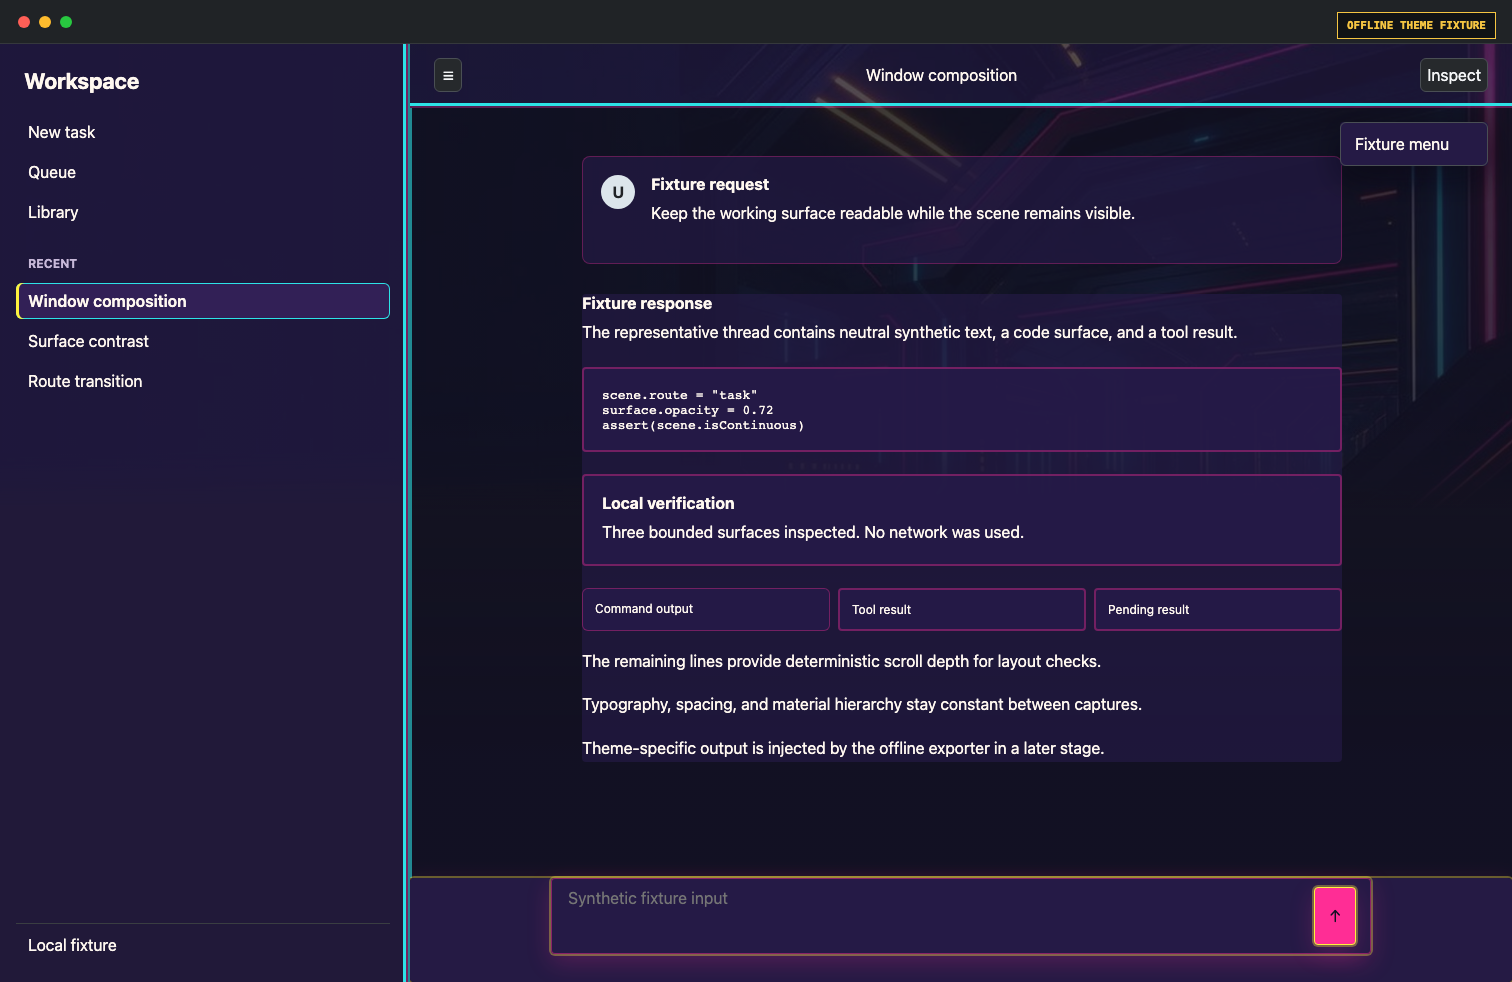 OFFLINE THEME FIXTURE
Workspace
New task
Queue
Library
RECENT
Window composition
Surface contrast
Route transition
Local fixture
Window composition
Inspect
Fixture menu
U
Fixture request
Keep the working surface readable while the scene remains visible.
Fixture response
The representative thread contains neutral synthetic text, a code surface, and a tool result.
scene.route = "task"
surface.opacity = 0.72
assert(scene.isContinuous)
Local verification
Three bounded surfaces inspected. No network was used.
Command output
Tool result
Pending result
The remaining lines provide deterministic scroll depth for layout checks.
Typography, spacing, and material hierarchy stay constant between captures.
Theme-specific output is injected by the offline exporter in a later stage.
Synthetic fixture input